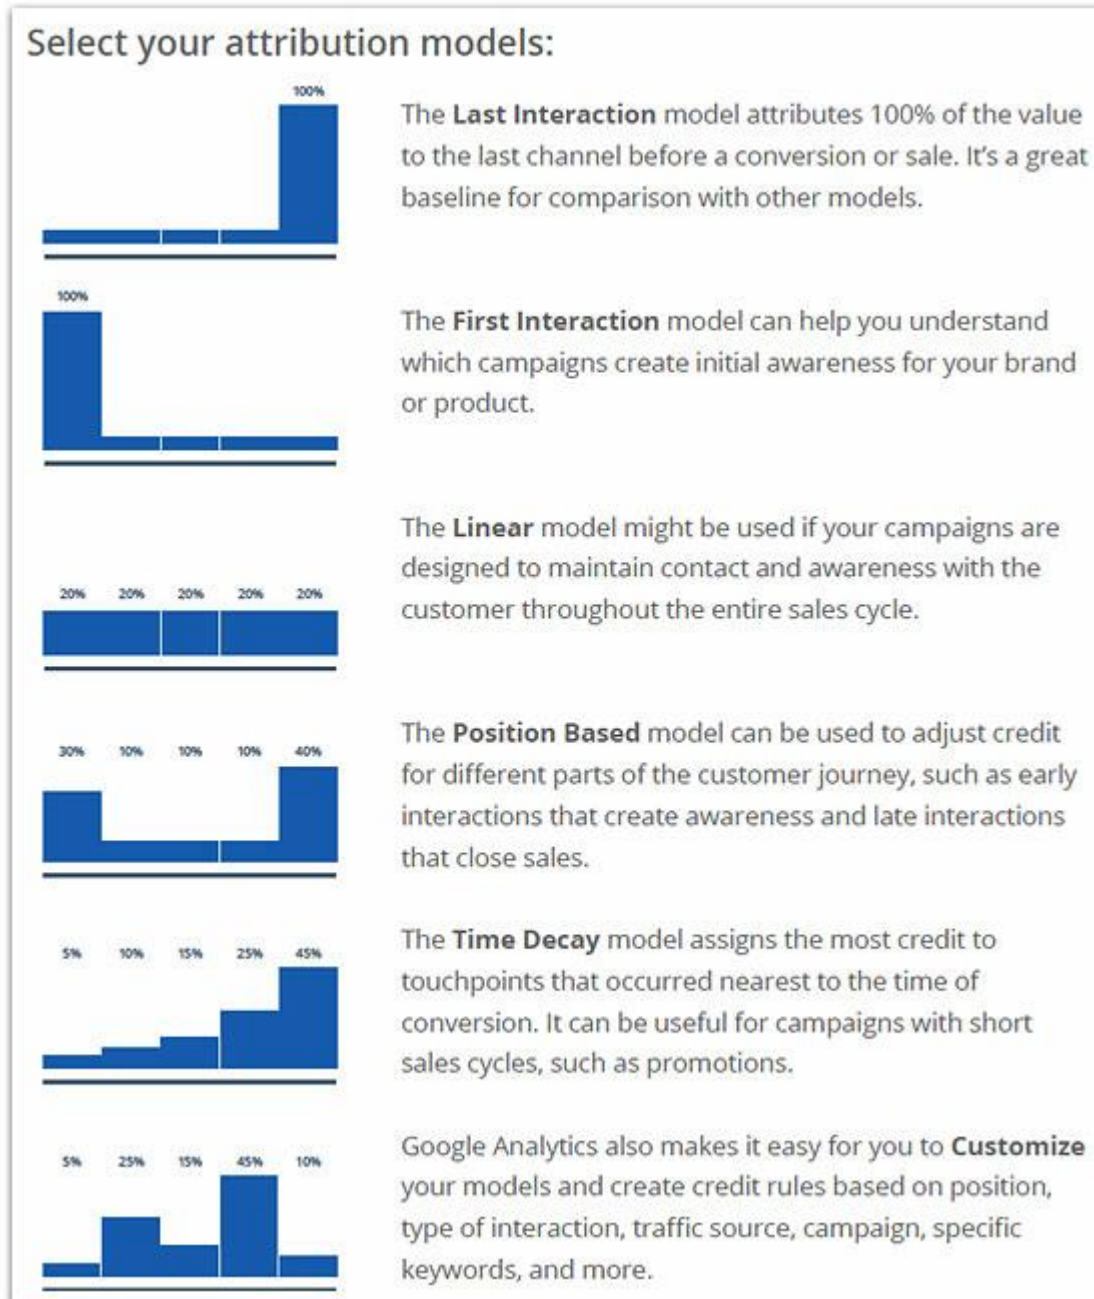 Select your attribution models:
100%
The Last Interaction model attributes 100% of the value
to the last channel before a conversion or sale. It’s a great
baseline for comparison with other models.
100%
The First Interaction model can help you understand
which campaigns create initial awareness for your brand
or product.
20% 20% 20% 20% 20%
The Linear model might be used if your campaigns are
designed to maintain contact and awareness with the
customer throughout the entire sales cycle.
30% 10% 10% 10% 40%
The Position Based model can be used to adjust credit
for different parts of the customer journey, such as early
interactions that create awareness and late interactions
that close sales.
5% 10% 15% 25% 45%
The Time Decay model assigns the most credit to
touchpoints that occurred nearest to the time of
conversion. It can be useful for campaigns with short
sales cycles, such as promotions.
5% 25% 15% 45% 10%
Google Analytics also makes it easy for you to Customize
your models and create credit rules based on position,
type of interaction, traffic source, campaign, specific
keywords, and more.